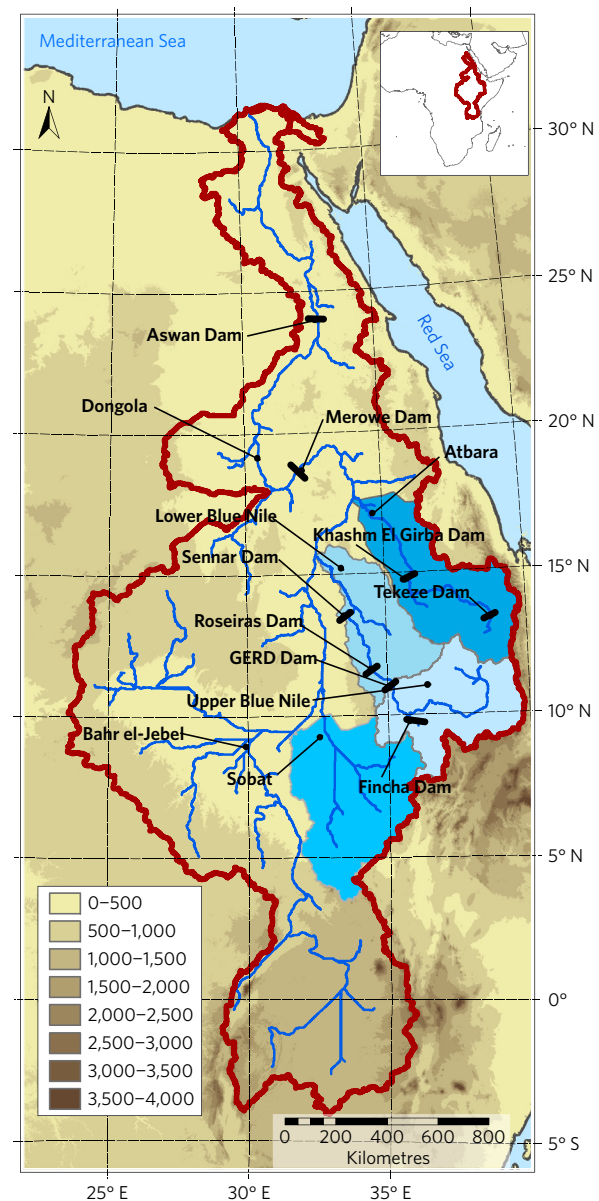 Mediterranean Sea
N
30° N
25° N
Red Sea
Aswan Dam
20° N
Dongola
Merowe Dam
Atbara
Lower Blue Nile
Khashm El Girba Dam
Sennar Dam
15° N
Tekeze Dam
Roseiras Dam
GERD Dam
Upper Blue Nile
10° N
Bahr el-Jebel
Sobat
Fincha Dam
5° N
0–500
500–1,000
1,000–1,500
1,500–2,000
2,000–2,500
2,500–3,000
3,000–3,500
3,500–4,000
0°
0 200 400 600 800
Kilometres
5° S
25° E 30° E 35° E